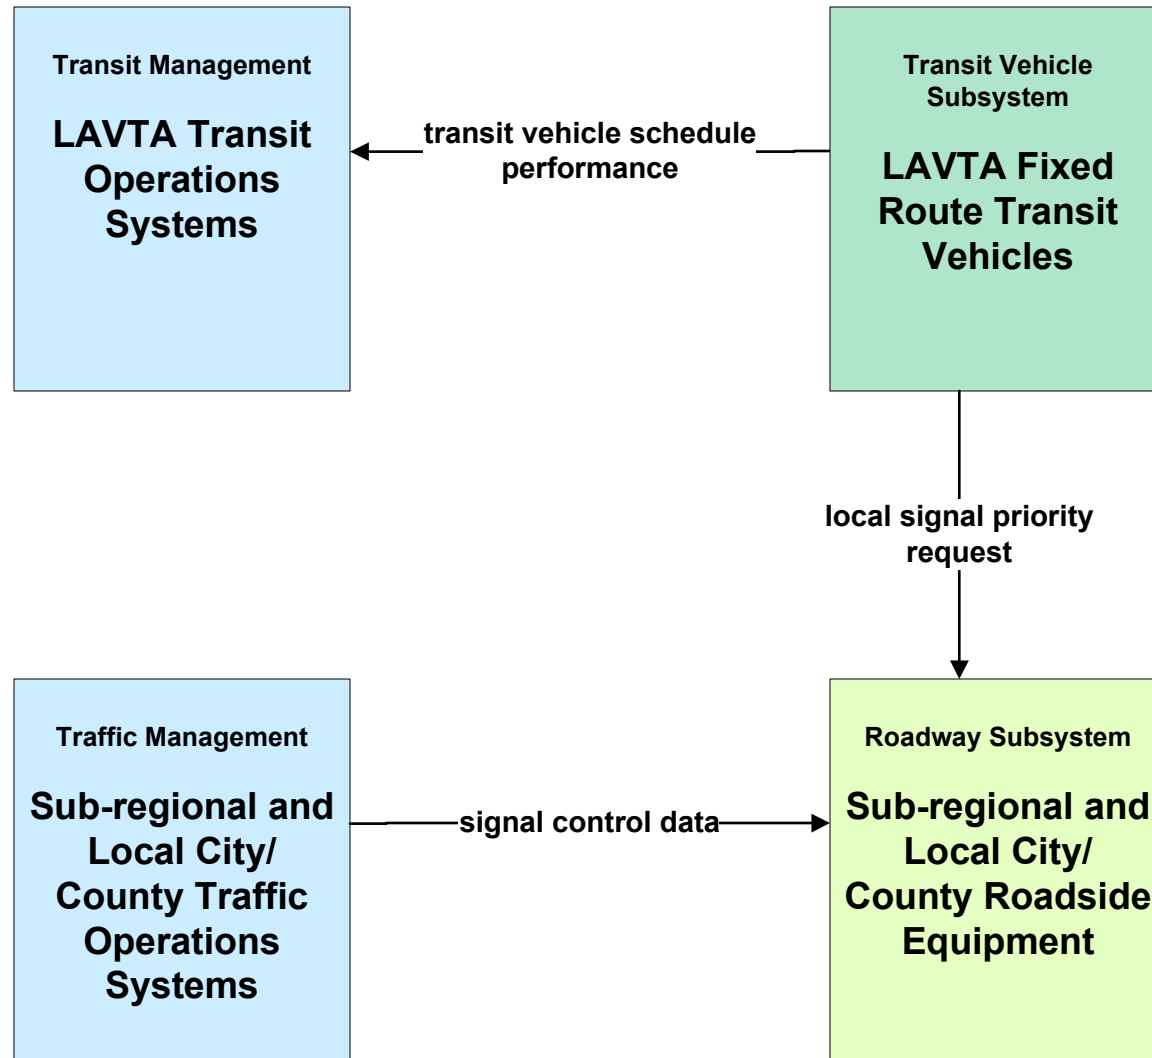 Transit Management
LAVTA Transit
Operations
Systems
transit vehicle schedule
performance
Transit Vehicle
Subsystem
LAVTA Fixed
Route Transit
Vehicles
local signal priority
request
Traffic Management
Sub-regional and
Local City/
County Traffic
Operations
Systems
signal control data
Roadway Subsystem
Sub-regional and
Local City/
County Roadside
Equipment